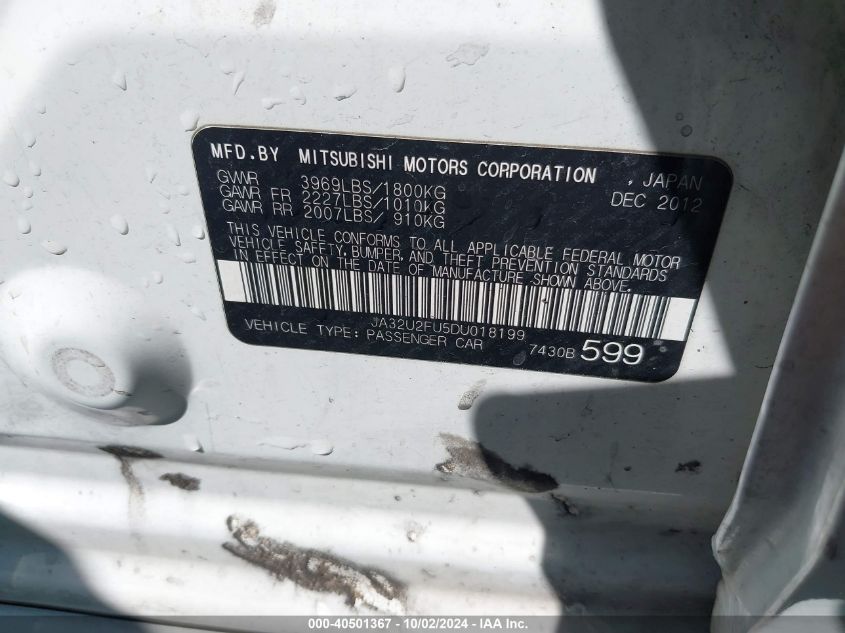 MFD.BY MITSUBISHI MOTORS CORPORATION , JAPAN
GVWR 3969LBS/1800KG DEC 2012
GAWR FR 2227LBS/1010KG
GAWR RR 2007LBS/ 910KG
THIS VEHICLE CONFORMS TO ALL APPLICABLE FEDERAL MOTOR
VEHICLE SAFETY, BUMPER, AND THEFT PREVENTION STANDARDS
IN EFFECT ON THE DATE OF MANUFACTURE SHOWN ABOVE.
JA32U2FU5DU018199
VEHICLE TYPE: PASSENGER CAR 7430B 599
000-40501367 - 10/02/2024 - IAA Inc.